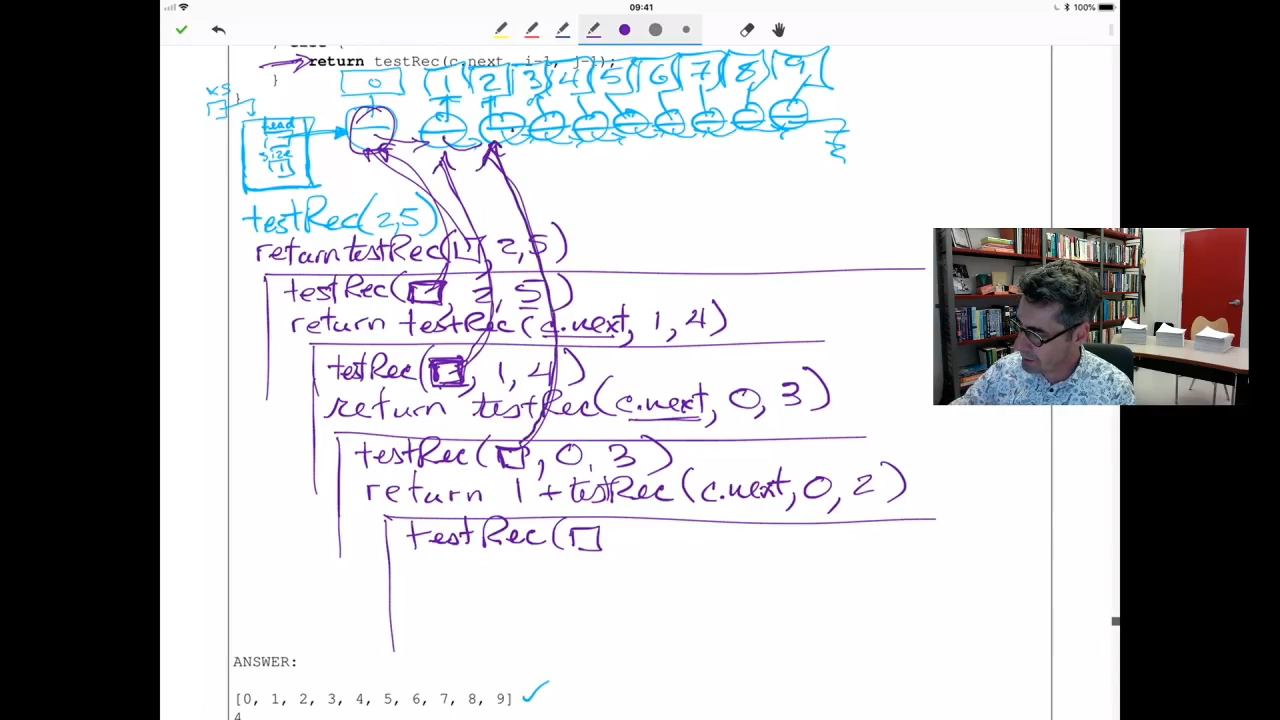 09:41
100%
} else {
return testRec(c.next, i-1, j-1);
}
}
xs
0 1 2 3 4 5 6 7 8 9
head
size
testRec(2,5)
return testRec( , 2,5)
testRec( , 2, 5)
return testRec(c.next, 1, 4)
testRec( , 1, 4)
return testRec(c.next, 0, 3)
testRec( , 0, 3)
return 1 + testRec(c.next, 0, 2)
testRec(
ANSWER:
[0, 1, 2, 3, 4, 5, 6, 7, 8, 9]
4